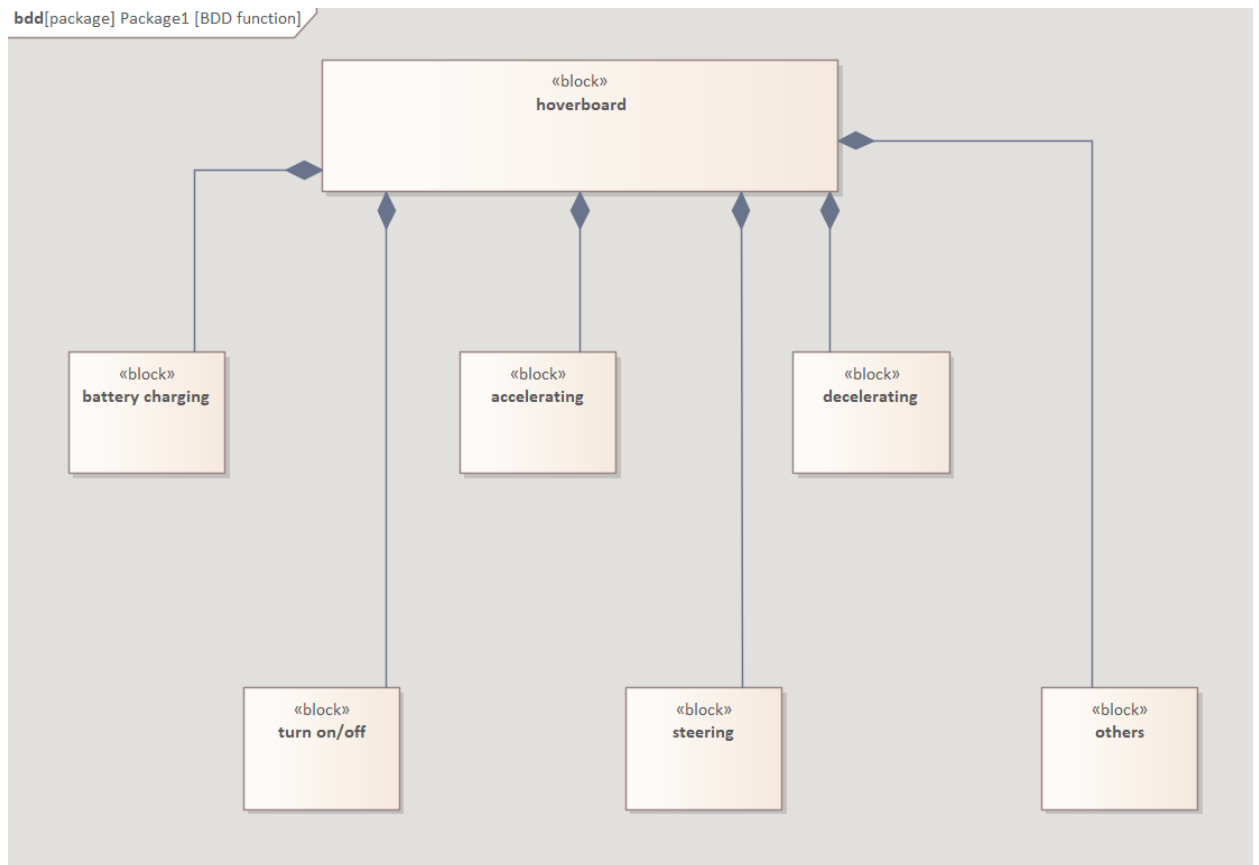 bdd[package] Package1 [BDD function]
«block»
hoverboard
«block»
battery charging
«block»
accelerating
«block»
decelerating
«block»
turn on/off
«block»
steering
«block»
others